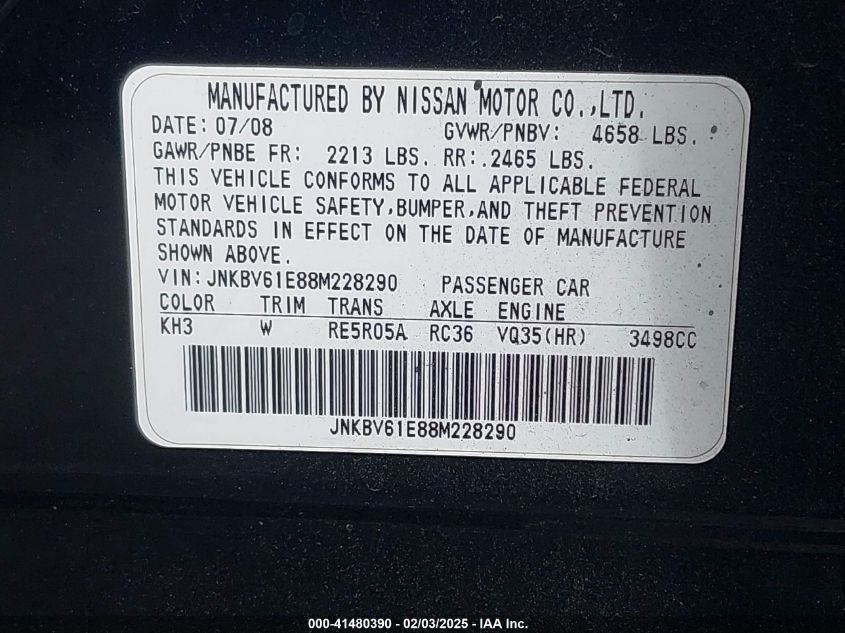 MANUFACTURED BY NISSAN MOTOR CO.,LTD.
DATE: 07/08 GVWR/PNBV: 4658 LBS.
GAWR/PNBE FR: 2213 LBS. RR: 2465 LBS.
THIS VEHICLE CONFORMS TO ALL APPLICABLE FEDERAL
MOTOR VEHICLE SAFETY,BUMPER,AND THEFT PREVENTION
STANDARDS IN EFFECT ON THE DATE OF MANUFACTURE
SHOWN ABOVE.
VIN:JNKBV61E88M228290 PASSENGER CAR
COLOR TRIM TRANS AXLE ENGINE
KH3 W RE5R05A RC36 VQ35(HR) 3498CC
JNKBV61E88M228290
000-41480390 - 02/03/2025 - IAA Inc.